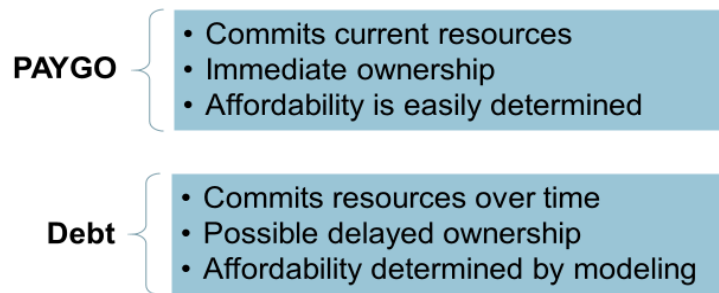 PAYGO
• Commits current resources
• Immediate ownership
• Affordability is easily determined
Debt
• Commits resources over time
• Possible delayed ownership
• Affordability determined by modeling